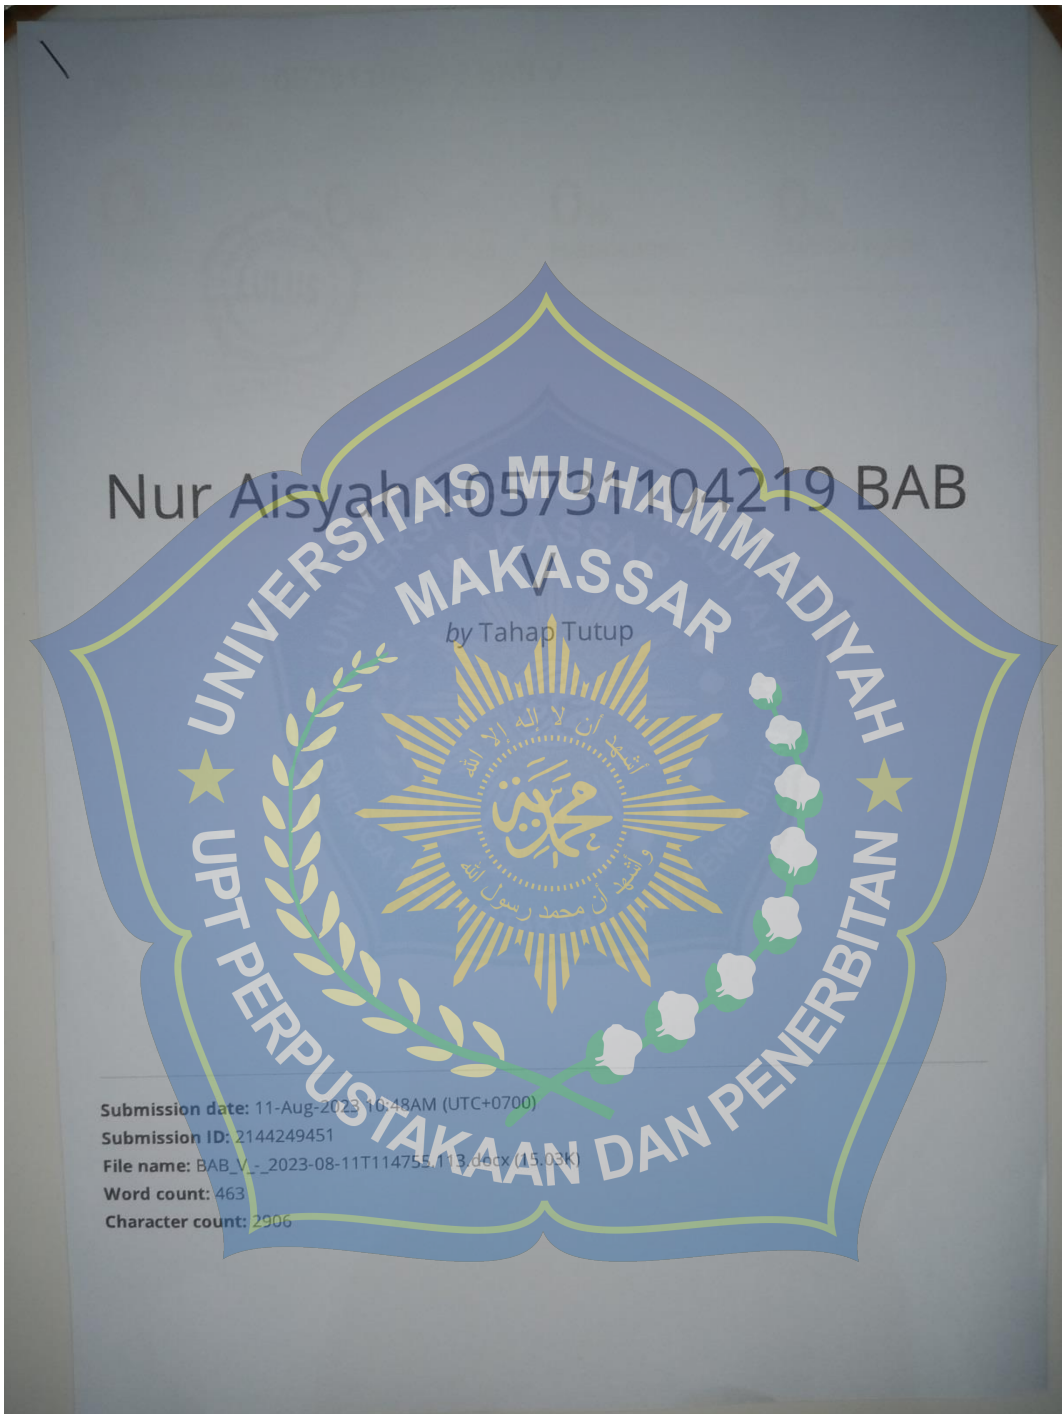 Nur Aisyah 105731104219 BAB
V
by Tahap Tutup
UNIVERSITAS MUHAMMADIYAH
MAKASSAR
أشهد أن لا إله إلا الله
محمدية
وأشهد أن محمد رسول الله
UPT PERPUSTAKAAN DAN PENERBITAN
Submission date: 11-Aug-2023 10:48AM (UTC+0700)
Submission ID: 2144249451
File name: BAB_V_-_2023-08-11T114755.113.docx (15.03K)
Word count: 463
Character count: 2906